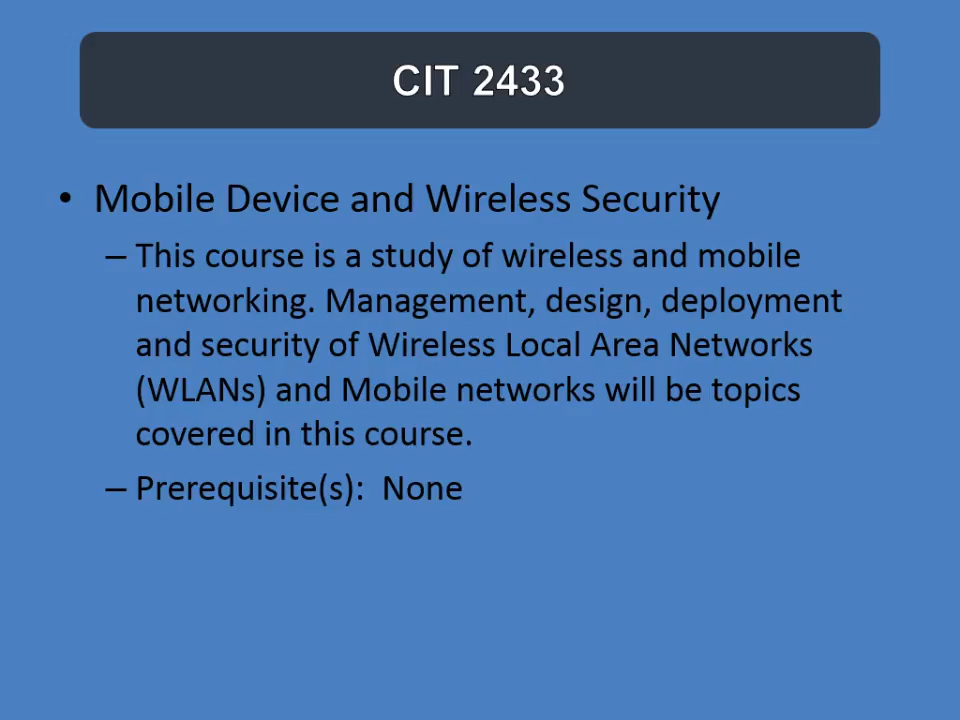 CIT 2433
• Mobile Device and Wireless Security
– This course is a study of wireless and mobile
networking. Management, design, deployment
and security of Wireless Local Area Networks
(WLANs) and Mobile networks will be topics
covered in this course.
– Prerequisite(s):  None